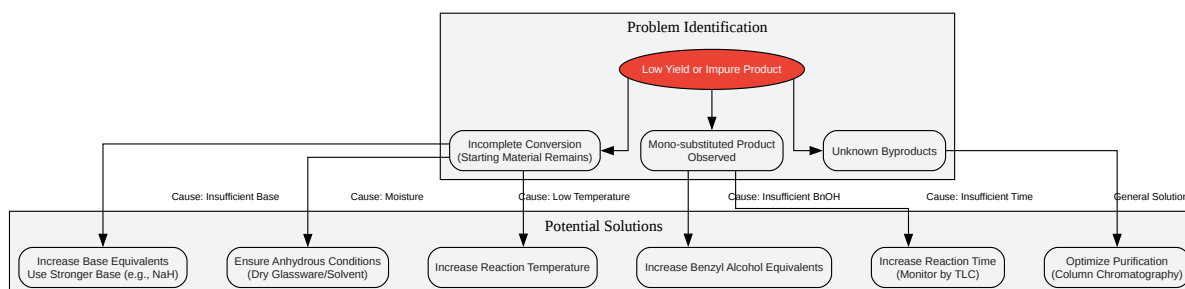 Problem Identification
Low Yield or Impure Product
Incomplete Conversion
(Starting Material Remains)
Mono-substituted Product
Observed
Unknown Byproducts
Cause: Insufficient Base
Cause: Moisture
Cause: Low Temperature
Cause: Insufficient BnOH
Cause: Insufficient Time
General Solution
Potential Solutions
Increase Base Equivalents
Use Stronger Base (e.g., NaH)
Ensure Anhydrous Conditions
(Dry Glassware/Solvent)
Increase Reaction Temperature
Increase Benzyl Alcohol Equivalents
Increase Reaction Time
(Monitor by TLC)
Optimize Purification
(Column Chromatography)